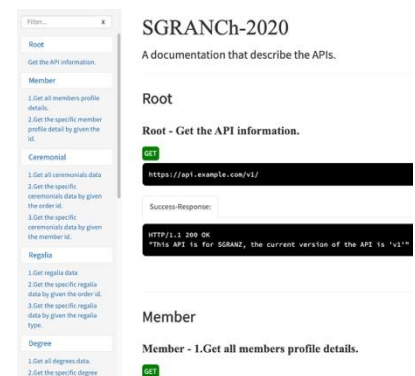 Filter...
x
Root
Get the API information.
Member
1.Get all members profile
details.
2.Get the specific member
profile detail by given the
id.
Ceremonial
1.Get all ceremonials data
2.Get the specific
ceremonials data by given
the order id.
3.Get the specific
ceremonials data by given
the member id.
Regalia
1.Get regalia data
2.Get the specific regalia
data by given the order id.
3.Get the specific regalia
data by given the regalia
type.
Degree
1.Get all degrees data.
2.Get the specific degree
SGRANCh-2020
A documentation that describe the APIs.
Root
Root - Get the API information.
GET
https://api.example.com/v1/
Success-Response:
HTTP/1.1 200 OK
"This API is for SGRANZ, the current version of the API is 'v1'"
Member
Member - 1.Get all members profile details.
GET